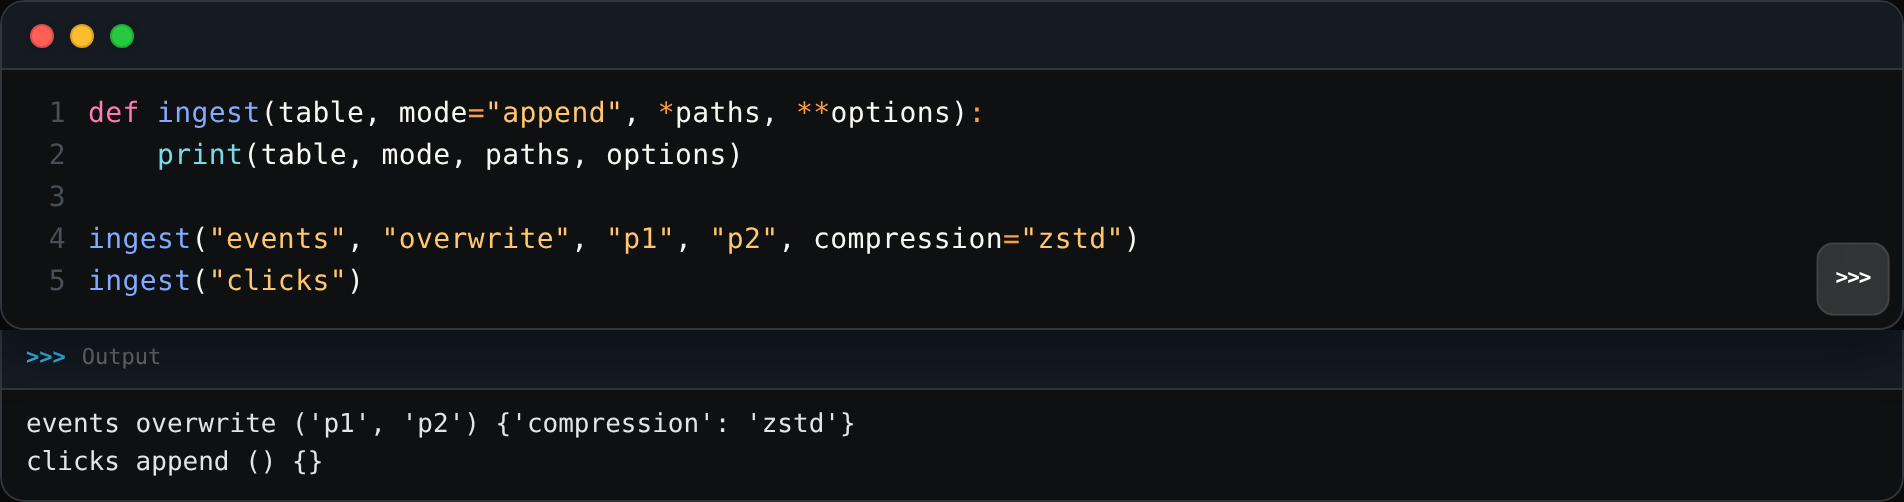 1 def ingest(table, mode="append", *paths, **options):
2     print(table, mode, paths, options)
3
4 ingest("events", "overwrite", "p1", "p2", compression="zstd")
5 ingest("clicks")
>>>
>>> Output
events overwrite ('p1', 'p2') {'compression': 'zstd'}
clicks append () {}